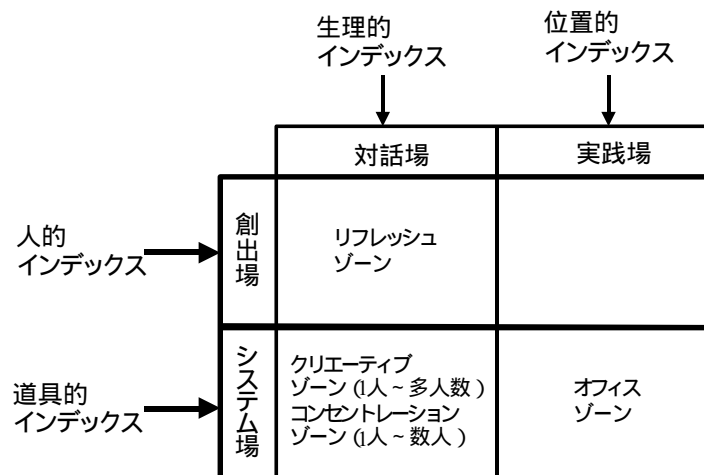 生理的
インデックス
位置的
インデックス
対話場
実践場
人的
インデックス
創出場
リフレッシュ
ゾーン
道具的
インデックス
システム場
クリエーティブ
ゾーン(1人~多人数)
コンセントレーション
ゾーン(1人~数人)
オフィス
ゾーン